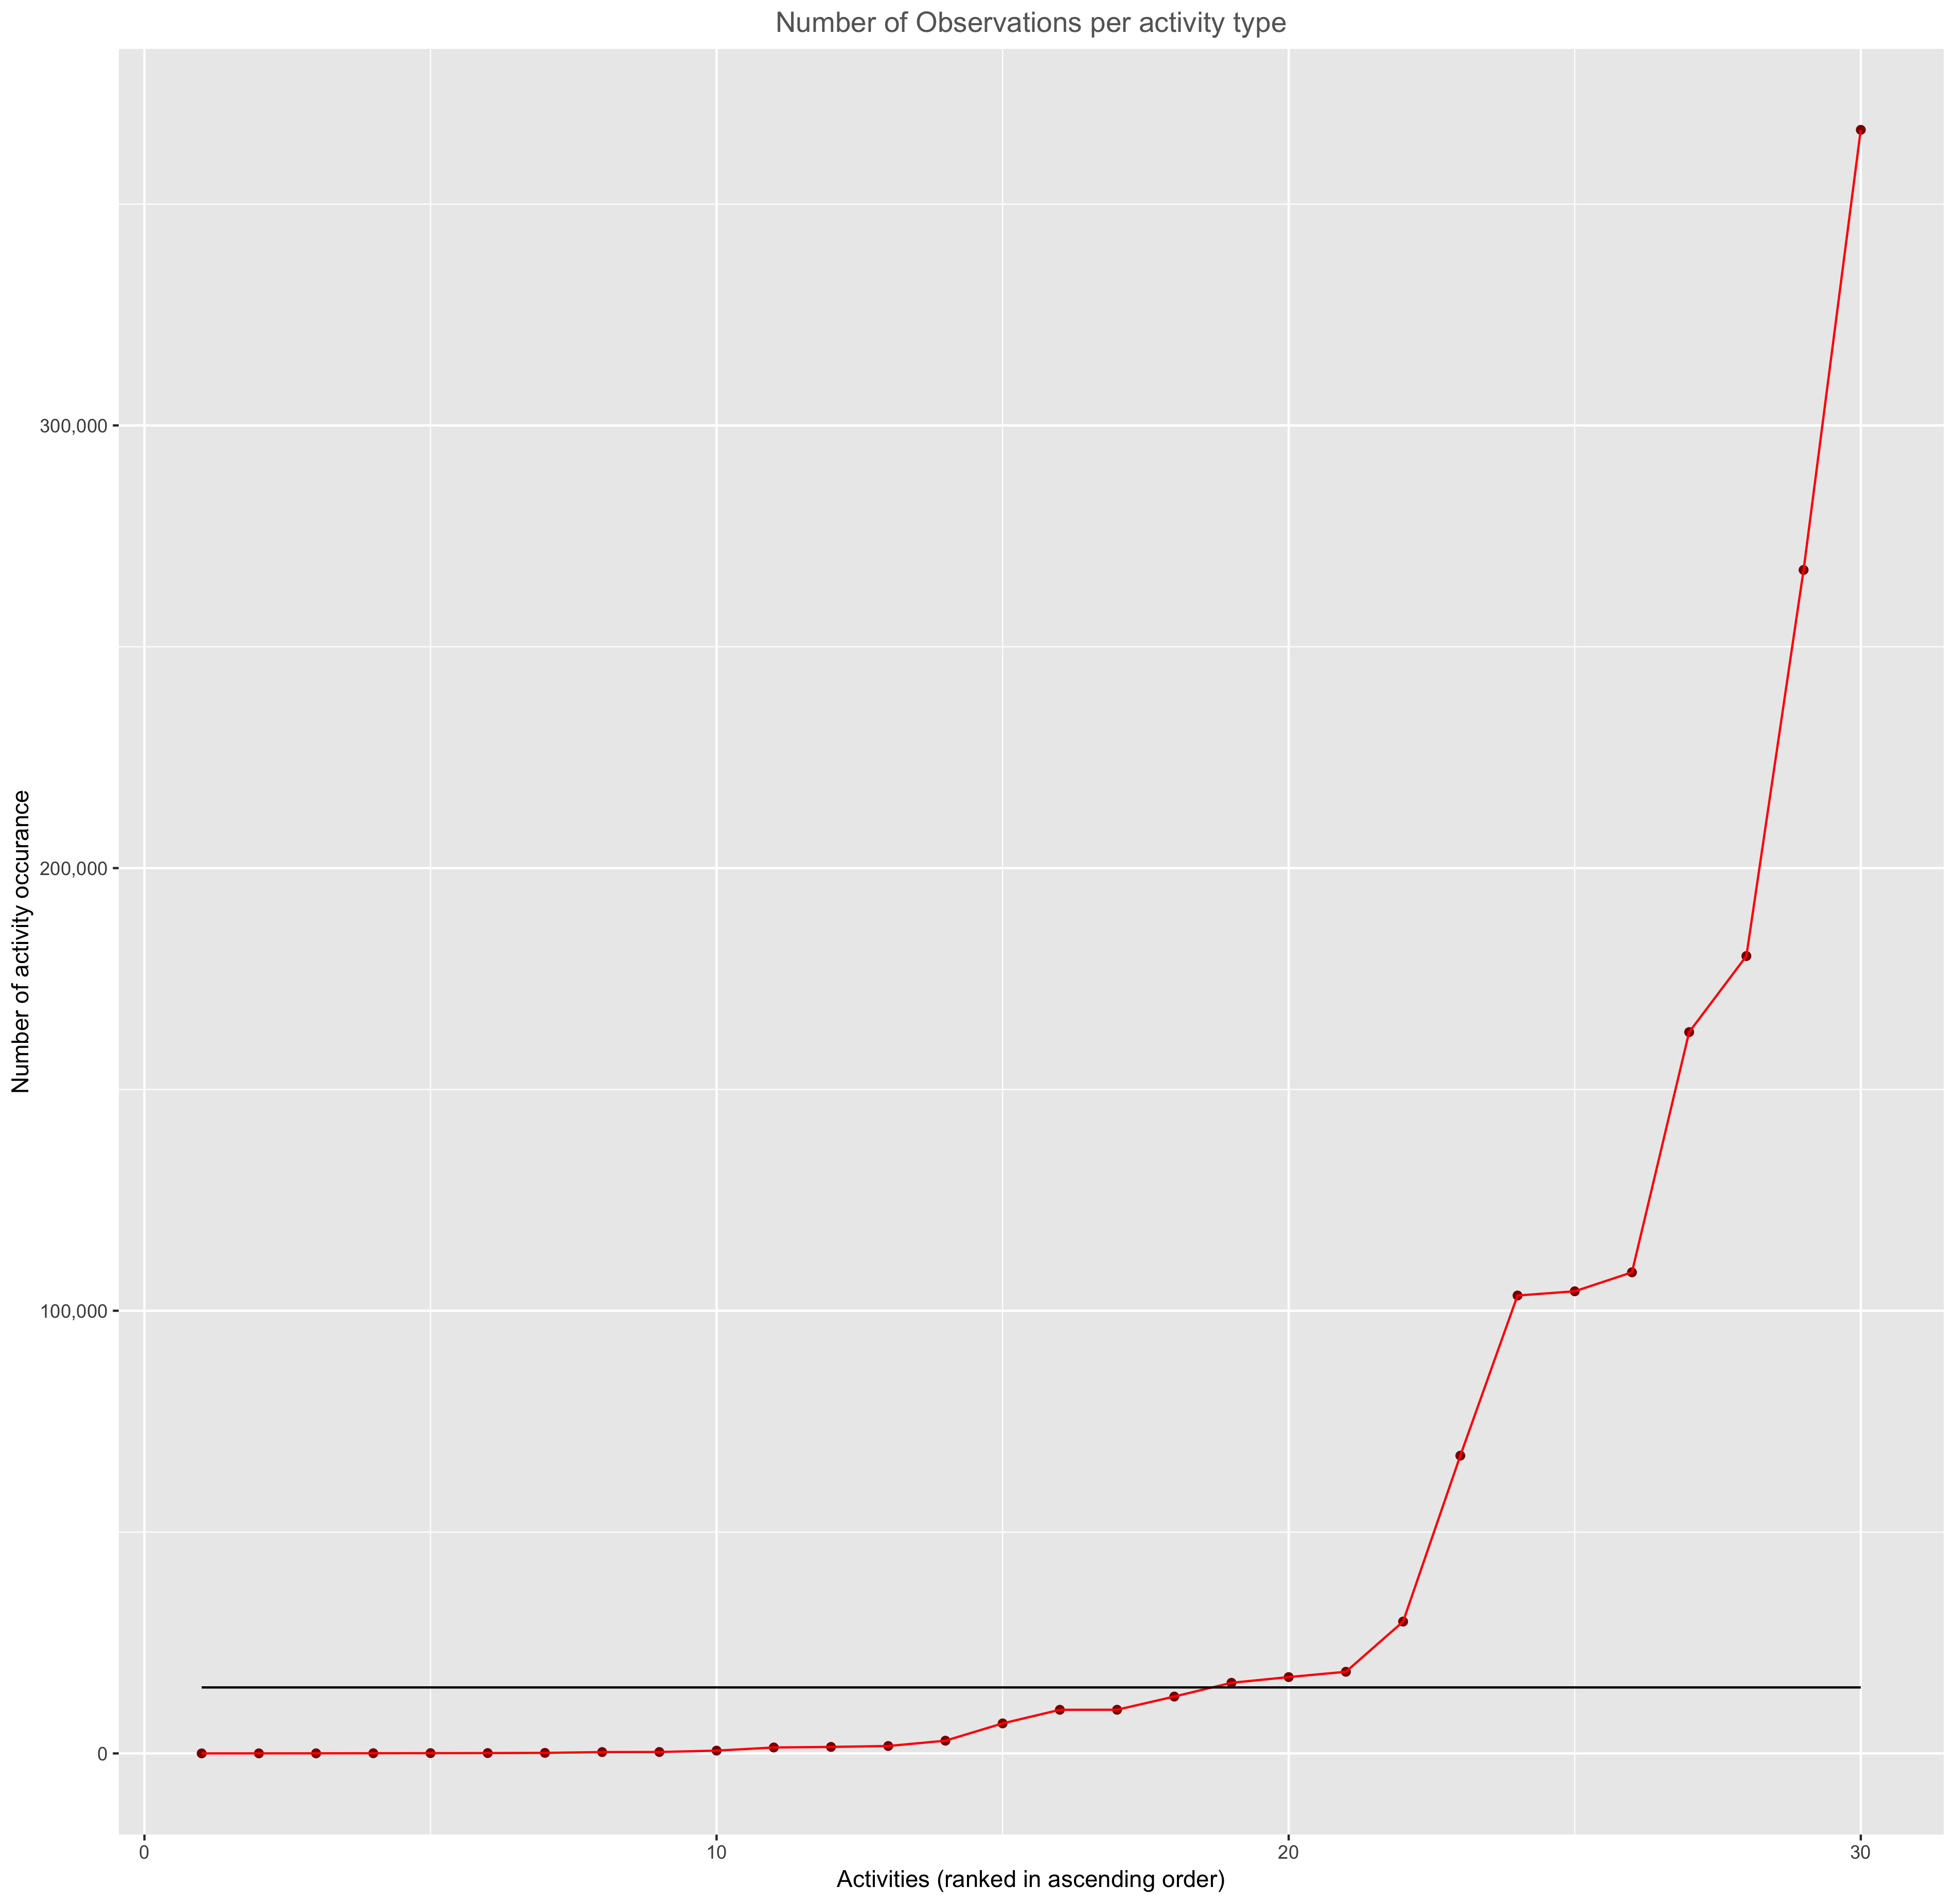 Number of Observations per activity type
Number of activity occurance
300,000
200,000
100,000
0
0
10
20
30
Activities (ranked in ascending order)